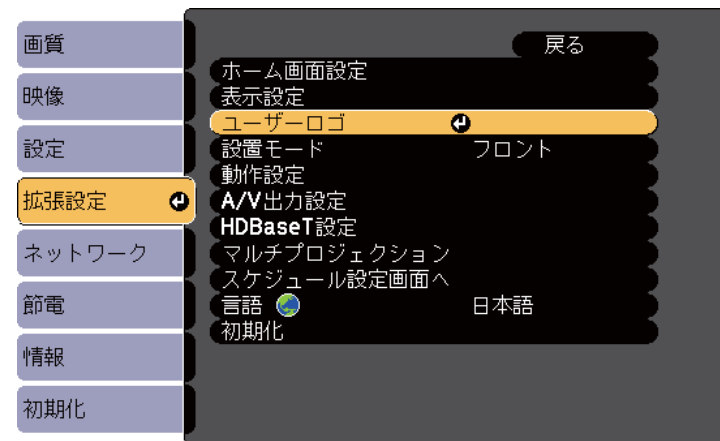 画質
映像
設定
拡張設定
ネットワーク
節電
情報
初期化
戻る
ホーム画面設定
表示設定
ユーザーロゴ
設置モード フロント
動作設定
A/V出力設定
HDBaseT設定
マルチプロジェクション
スケジュール設定画面へ
言語 日本語
初期化